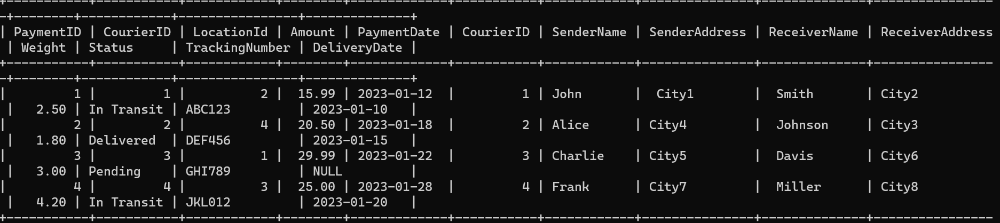 +-----------+-----------+------------+--------+-------------+-----------+------------+---------------+--------------+----------------
-+--------+------------+----------------+--------------+
| PaymentID | CourierID | LocationId | Amount | PaymentDate | CourierID | SenderName | SenderAddress | ReceiverName | ReceiverAddress
 | Weight | Status     | TrackingNumber | DeliveryDate |
+-----------+-----------+------------+--------+-------------+-----------+------------+---------------+--------------+----------------
-+--------+------------+----------------+--------------+
|         1 |         1 |          2 |  15.99 | 2023-01-12  |         1 | John       |  City1        |  Smith       | City2
 |   2.50 | In Transit | ABC123         | 2023-01-10   |
|         2 |         2 |          4 |  20.50 | 2023-01-18  |         2 | Alice      | City4         |  Johnson     | City3
 |   1.80 | Delivered  | DEF456         | 2023-01-15   |
|         3 |         3 |          1 |  29.99 | 2023-01-22  |         3 | Charlie    | City5         |  Davis       | City6
 |   3.00 | Pending    | GHI789         | NULL         |
|         4 |         4 |          3 |  25.00 | 2023-01-28  |         4 | Frank      | City7         |  Miller      | City8
 |   4.20 | In Transit | JKL012         | 2023-01-20   |
+-----------+-----------+------------+--------+-------------+-----------+------------+---------------+--------------+----------------